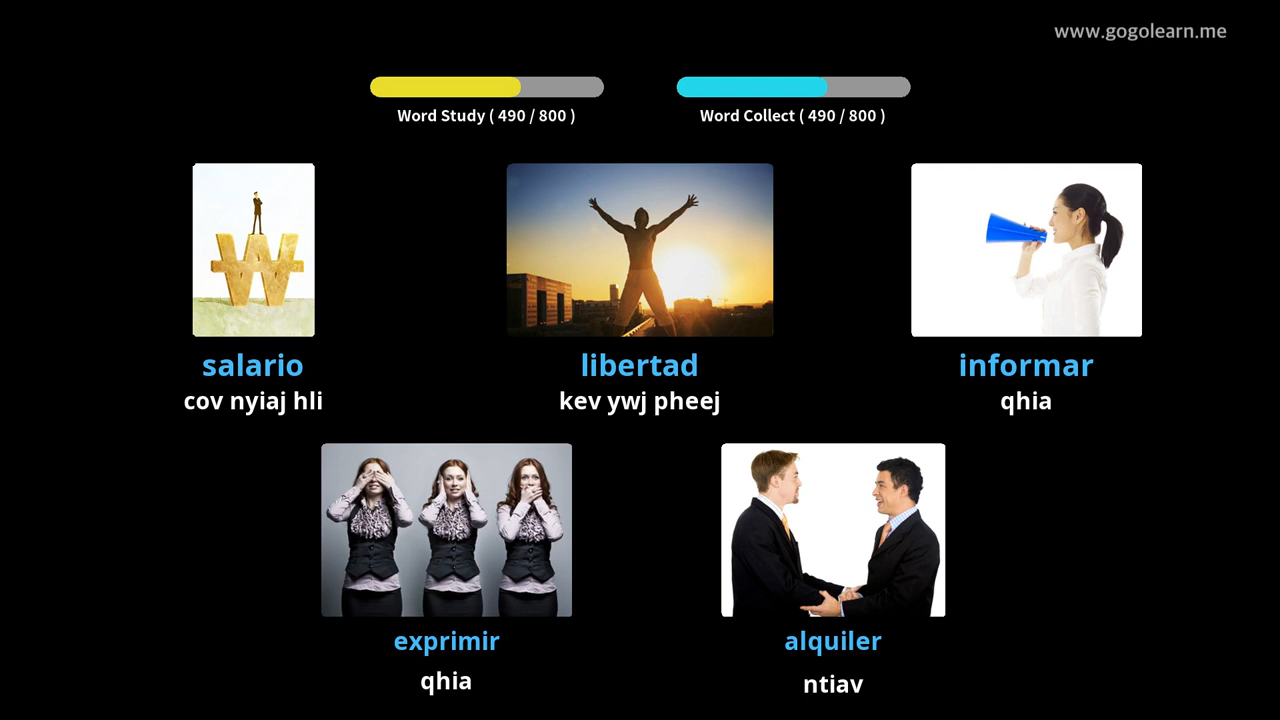 www.gogolearn.me
Word Study ( 490 / 800 )
Word Collect ( 490 / 800 )
salario
libertad
informar
cov nyiaj hli
kev ywj pheej
qhia
exprimir
alquiler
qhia
ntiav